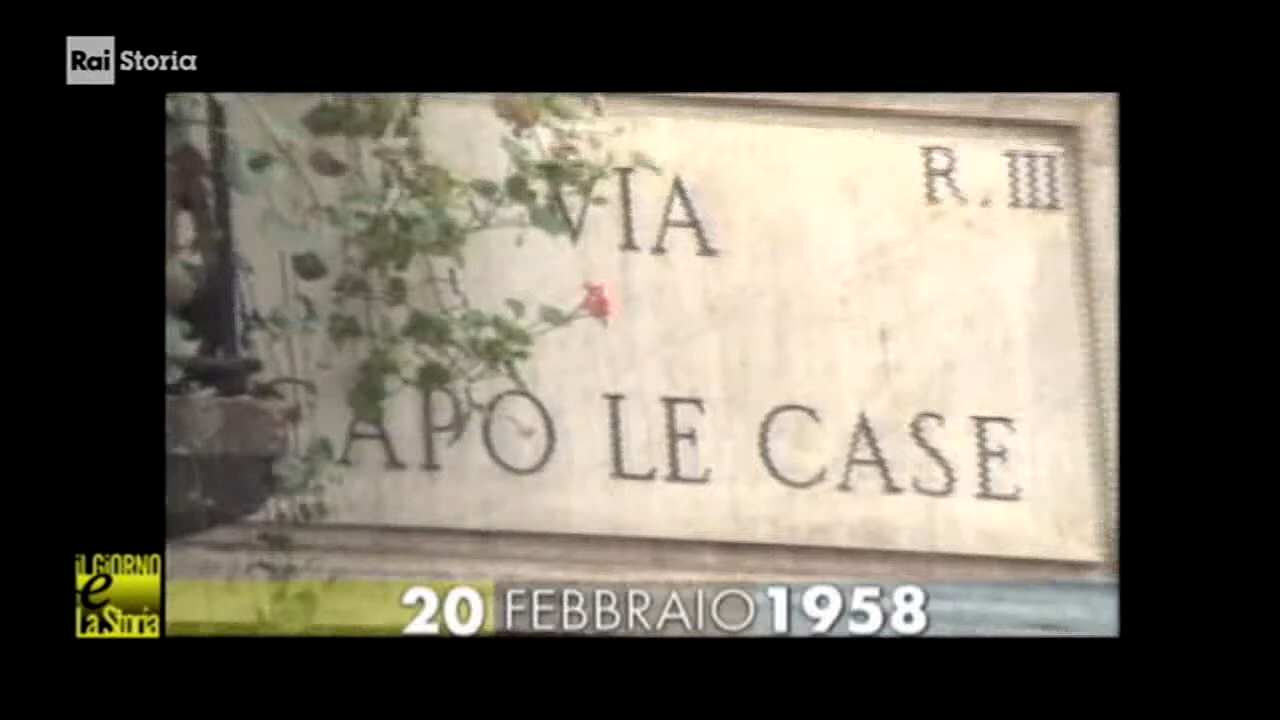 Rai Storia
R. III
VIA
APO LE CASE
iL GiORNO
e
La Storia
20 FEBBRAIO 1958